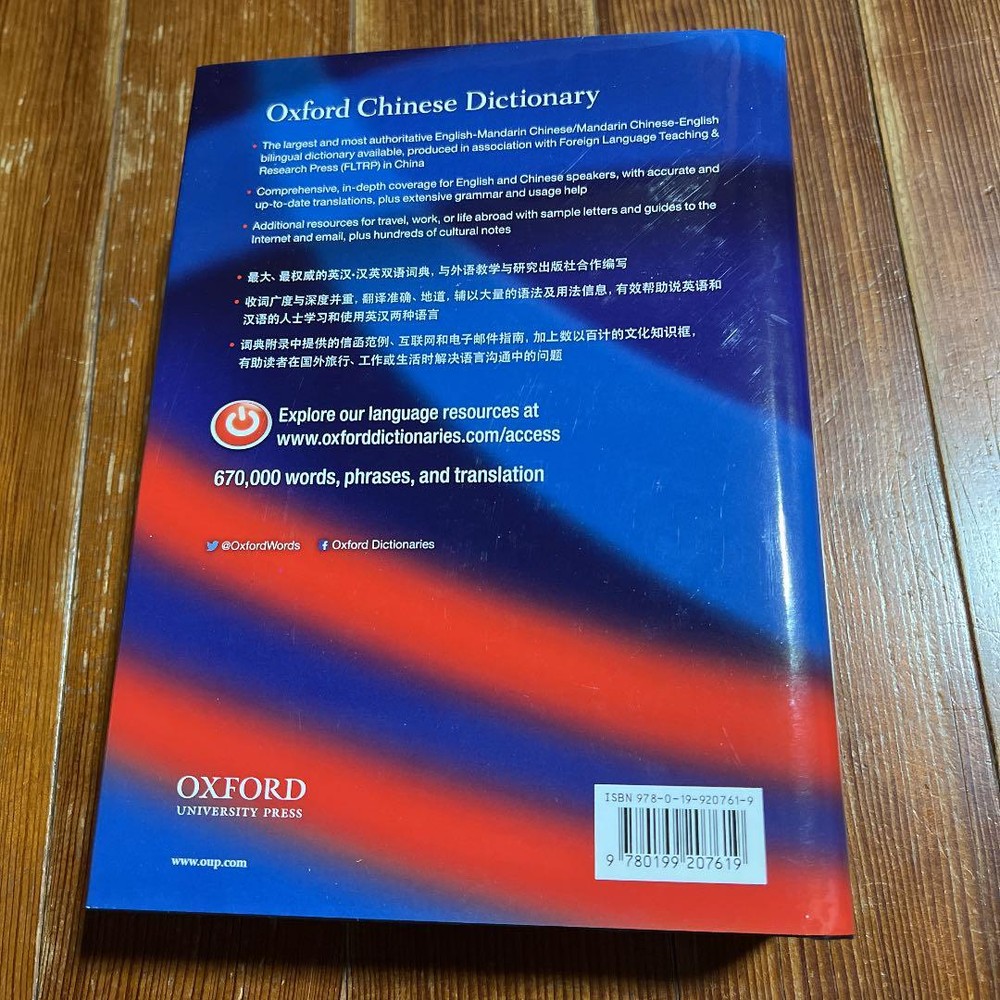 Oxford Chinese Dictionary
• The largest and most authoritative English-Mandarin Chinese/Mandarin Chinese-English
bilingual dictionary available, produced in association with Foreign Language Teaching &
Research Press (FLTRP) in China
• Comprehensive, in-depth coverage for English and Chinese speakers, with accurate and
up-to-date translations, plus extensive grammar and usage help
• Additional resources for travel, work, or life abroad with sample letters and guides to the
Internet and email, plus hundreds of cultural notes
• 最大、最权威的英汉·汉英双语词典，与外语教学与研究出版社合作编写
• 收词广度与深度并重，翻译准确、地道，辅以大量的语法及用法信息，有效帮助说英语和
汉语的人士学习和使用英汉两种语言
• 词典附录中提供的信函范例、互联网和电子邮件指南，加上数以百计的文化知识框，
有助读者在国外旅行、工作或生活时解决语言沟通中的问题
Explore our language resources at
www.oxforddictionaries.com/access
670,000 words, phrases, and translation
@OxfordWords f Oxford Dictionaries
OXFORD
UNIVERSITY PRESS
www.oup.com
ISBN 978-0-19-920761-9
9 780199 207619